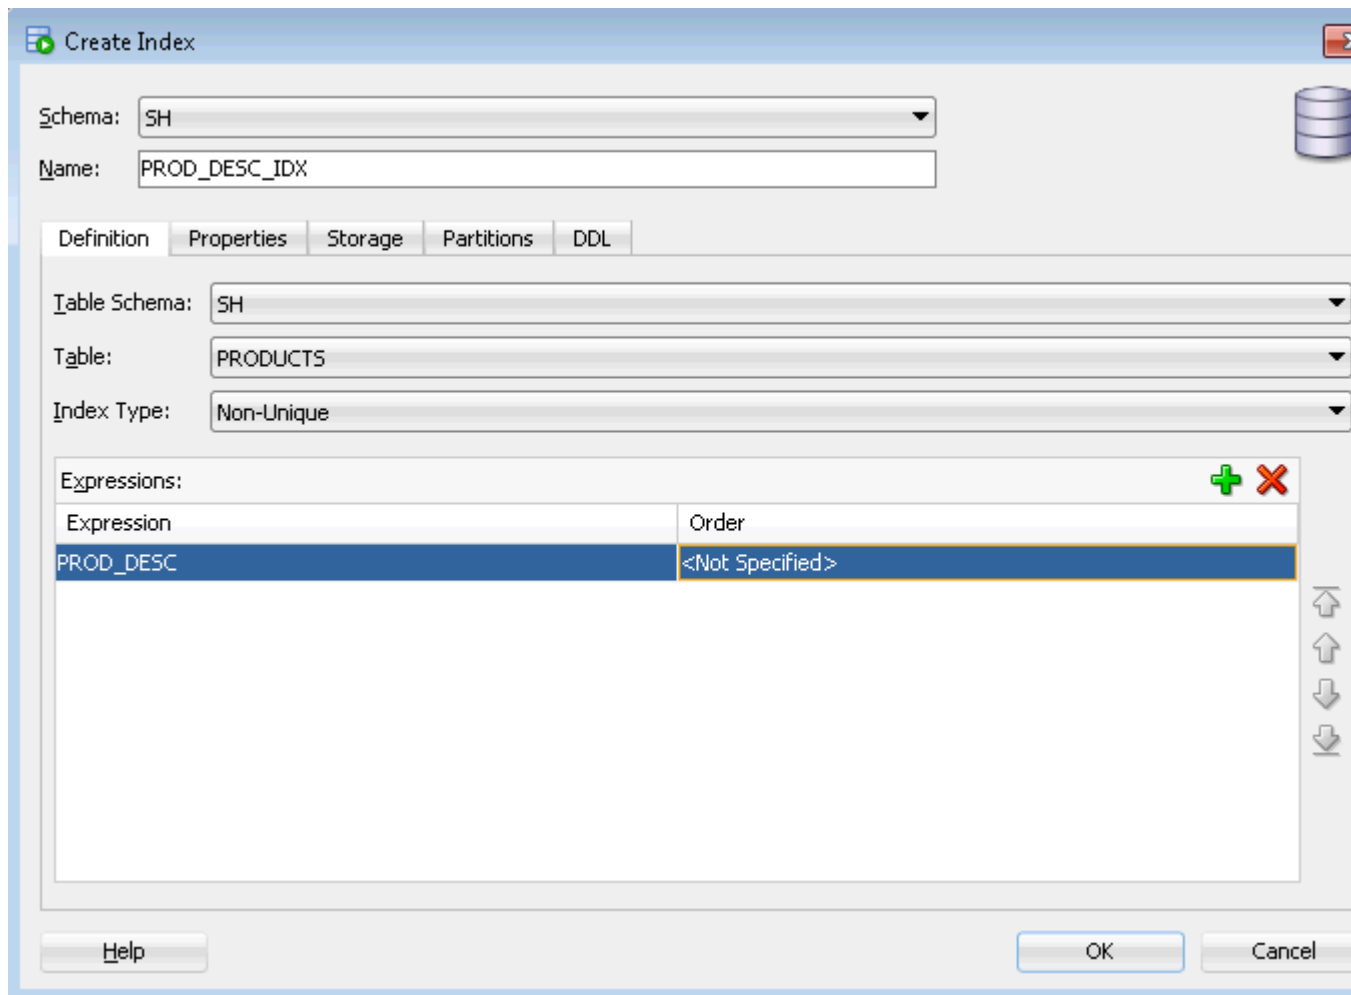 Create Index
Schema: SH
Name: PROD_DESC_IDX
Definition Properties Storage Partitions DDL
Table Schema: SH
Table: PRODUCTS
Index Type: Non-Unique
Expressions:
Expression Order
PROD_DESC <Not Specified>
Help OK Cancel